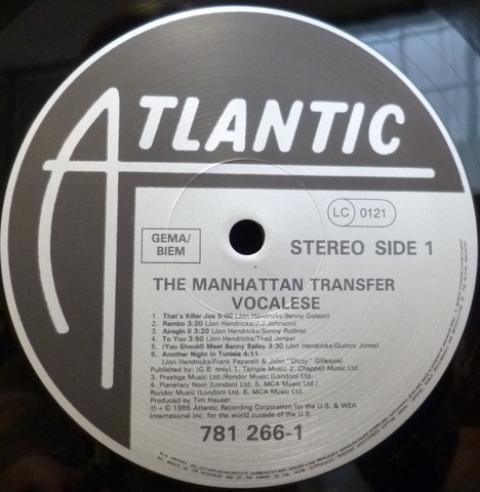 ATLANTIC
LC 0121
GEMA/
BIEM
STEREO SIDE 1
THE MANHATTAN TRANSFER
VOCALESE
1. That's Killer Joe 5:00 (Jon Hendricks/Benny Golson)
2. Rambo 3:20 (Jon Hendricks/J.J. Johnson)
3. Airegin II 3:20 (Jon Hendricks/Sonny Rollins)
4. To You 3:50 (Jon Hendricks/Thad Jones)
5. (You Should) Meet Benny Bailey 3:30 (Jon Hendricks/Quincy Jones)
6. Another Night In Tunisia 4:11
(Jon Hendricks/Frank Paparelli & John "Dizzy" Gillespie)
Published by: (G.B. only) 1. Temple Music 2. Chappell Music Ltd.
3. Prestige Music Ltd./Rondor Music (London) Ltd.
4. Planetary Nom (London) Ltd. 5. MCA Music Ltd./
Rondor Music (London) Ltd. 6. MCA Music Ltd.
Produced by Tim Hauser
℗ + © 1985 Atlantic Recording Corporation for the U.S. & WEA
International Inc. for the world outside of the U.S.
781 266-1